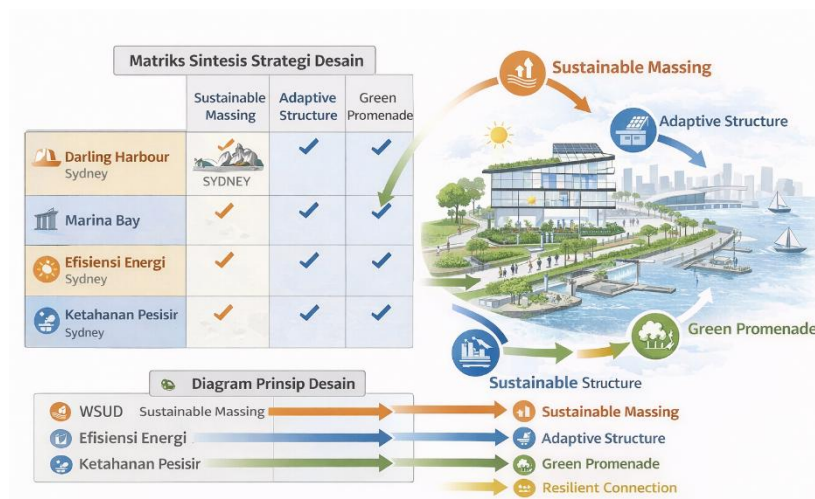 Matriks Sintesis Strategi Desain
Sustainable Massing
Adaptive Structure
Green Promenade
Darling Harbour
Sydney
SYDNEY
Marina Bay
Efisiensi Energi
Sydney
Ketahanan Pesisir
Sydney
Sustainable Massing
Adaptive Structure
Green Promenade
Sustainable Structure
Diagram Prinsip Desain
WSUD Sustainable Massing
Sustainable Massing
Efisiensi Energi
Adaptive Structure
Ketahanan Pesisir
Green Promenade
Resilient Connection